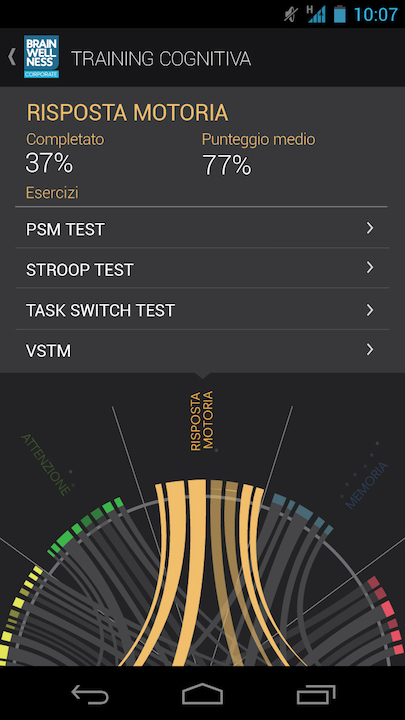 H
10:07
BRAIN
WELL
NESS
CORPORATE
TRAINING COGNITIVA
RISPOSTA MOTORIA
Completato
Punteggio medio
37%
77%
Esercizi
PSM TEST
STROOP TEST
TASK SWITCH TEST
VSTM
ATTENZIONE
RISPOSTA
MOTORIA
MEMORIA